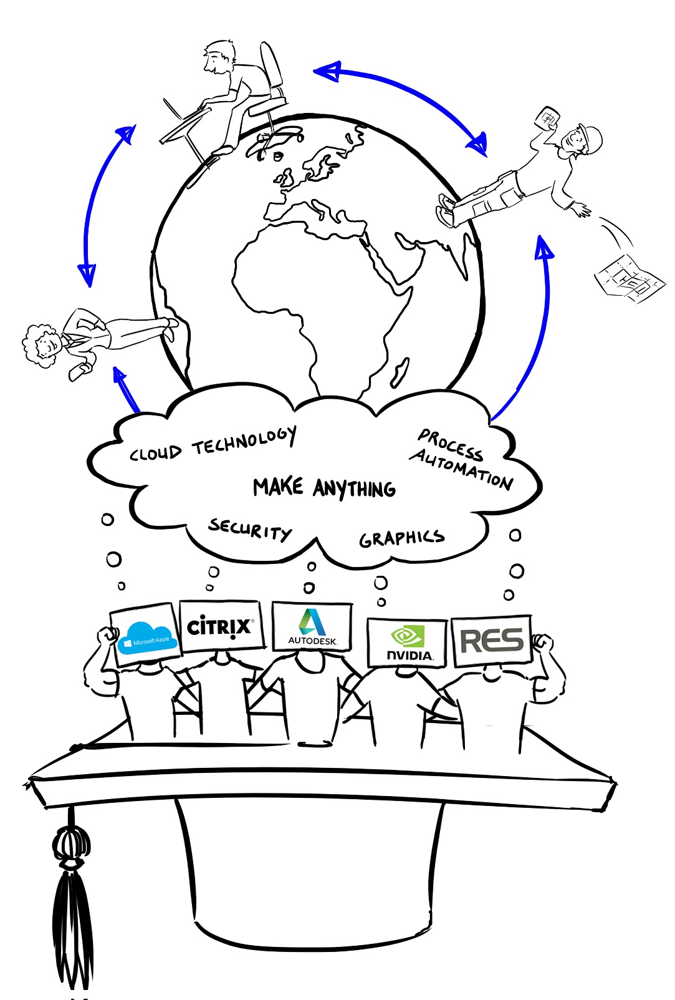 CLOUD TECHNOLOGY
PROCESS
AUTOMATION
MAKE ANYTHING
SECURITY
GRAPHICS
Microsoft Azure
CiTRIX®
AUTODESK.
nVIDIA.
RES